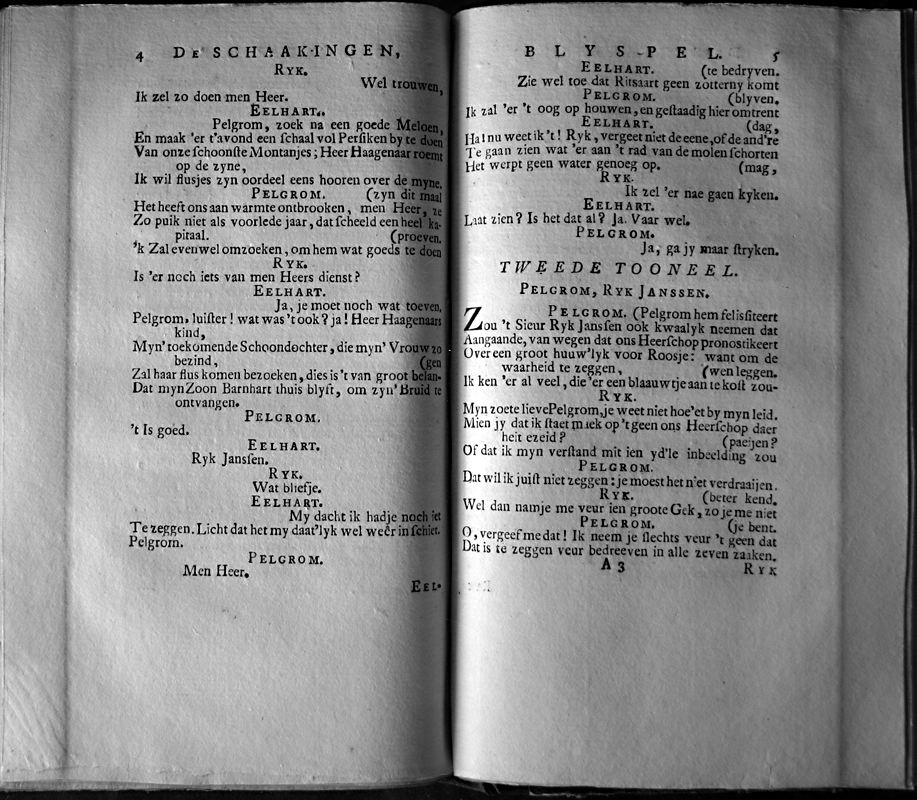 4 DE SCHAAKINGEN,
RYK.
Wel trouwen,
Ik zel zo doen men Heer.
EELHART.
Pelgrom, zoek na een goede Meloen,
En maak 'er t'avond een ſchaal vol Perſiken by te doen
Van onze ſchoonſte Montanjes; Heer Haagenaar roemt
op de zyne,
Ik wil fluſjes zyn oordeel eens hooren over de myne.
PELGROM. (zyn dit maal
Het heeft ons aan warmte ontbrooken, men Heer, ze
Zo puik niet als voorlede jaar, dat ſcheeld een heel ka-
pitaal. (proeven.
'k Zal evenwel omzoeken, om hem wat goeds te doen
RYK.
Is 'er noch iets van men Heers dienst?
EELHART.
Ja, je moet noch wat toeven,
Pelgrom, luiſter! wat was 't ook? ja! Heer Haagenaars
kind,
Myn' toekomende Schoondochter, die myn' Vrouw zo
bezind, (gen
Zal haar flus komen bezoeken, dies is 't van groot belan-
Dat myn Zoon Barnhart thuis blyft, om zyn' Bruid te
ontvangen.
PELGROM.
't Is goed.
EELHART.
Ryk Janſſen.
RYK.
Wat bliefje.
EELHART.
My dacht ik hadje noch iet
Te zeggen. Licht dat het my daat'lyk wel weêr in ſchiet.
Pelgrom.
PELGROM.
Men Heer.
EEL-
BLYSPEL. 5
EELHART. (te bedryven.
Zie wel toe dat Ritsaart geen zotterny komt
PELGROM. (blyven.
Ik zal 'er 't oog op houwen, en geſtaadig hier omtrent
EELHART. (dag,
Ha! nu weet ik 't! Ryk, vergeet niet de eene, of de and're
Te gaan zien wat 'er aan 't rad van de molen ſchorten
Het werpt geen water genoeg op. (mag,
RYK.
Ik zel 'er nae gaen kyken.
EELHART.
Laat zien? Is het dat al? Ja. Vaar wel.
PELGROM.
Ja, ga jy maar ſtryken.
TWEEDE TOONEEL.
PELGROM, RYK JANSSEN.
PELGROM. (Pelgrom hem feliſiteert
Zou 't Sieur Ryk Janſſen ook kwaalyk neemen dat
Aangaande, van wegen dat ons Heerſchop pronostikeert
Over een groot huuw'lyk voor Roosje: want om de
waarheid te zeggen, (wen leggen.
Ik ken 'er al veel, die 'er een blaauwtje aan te koſt zou-
RYK.
Myn zoete lieve Pelgrom, je weet niet hoe'et by myn leid.
Mien jy dat ik ſtaet maek op 't geen ons Heerſchop daer
heit ezeid? (paeijen?
Of dat ik myn verſtand mit ien yd'le inbeelding zou
PELGROM.
Dat wil ik juiſt niet zeggen: je moest het niet verdraaijen.
RYK. (beter kend.
Wel dan namje me veur ien groote Gek, zo je me niet
PELGROM. (je bent.
O, vergeef me dat! Ik neem je ſlechts veur 't geen dat
Dat is te zeggen veur bedreeven in alle zeven zaaken.
A 3 RYK